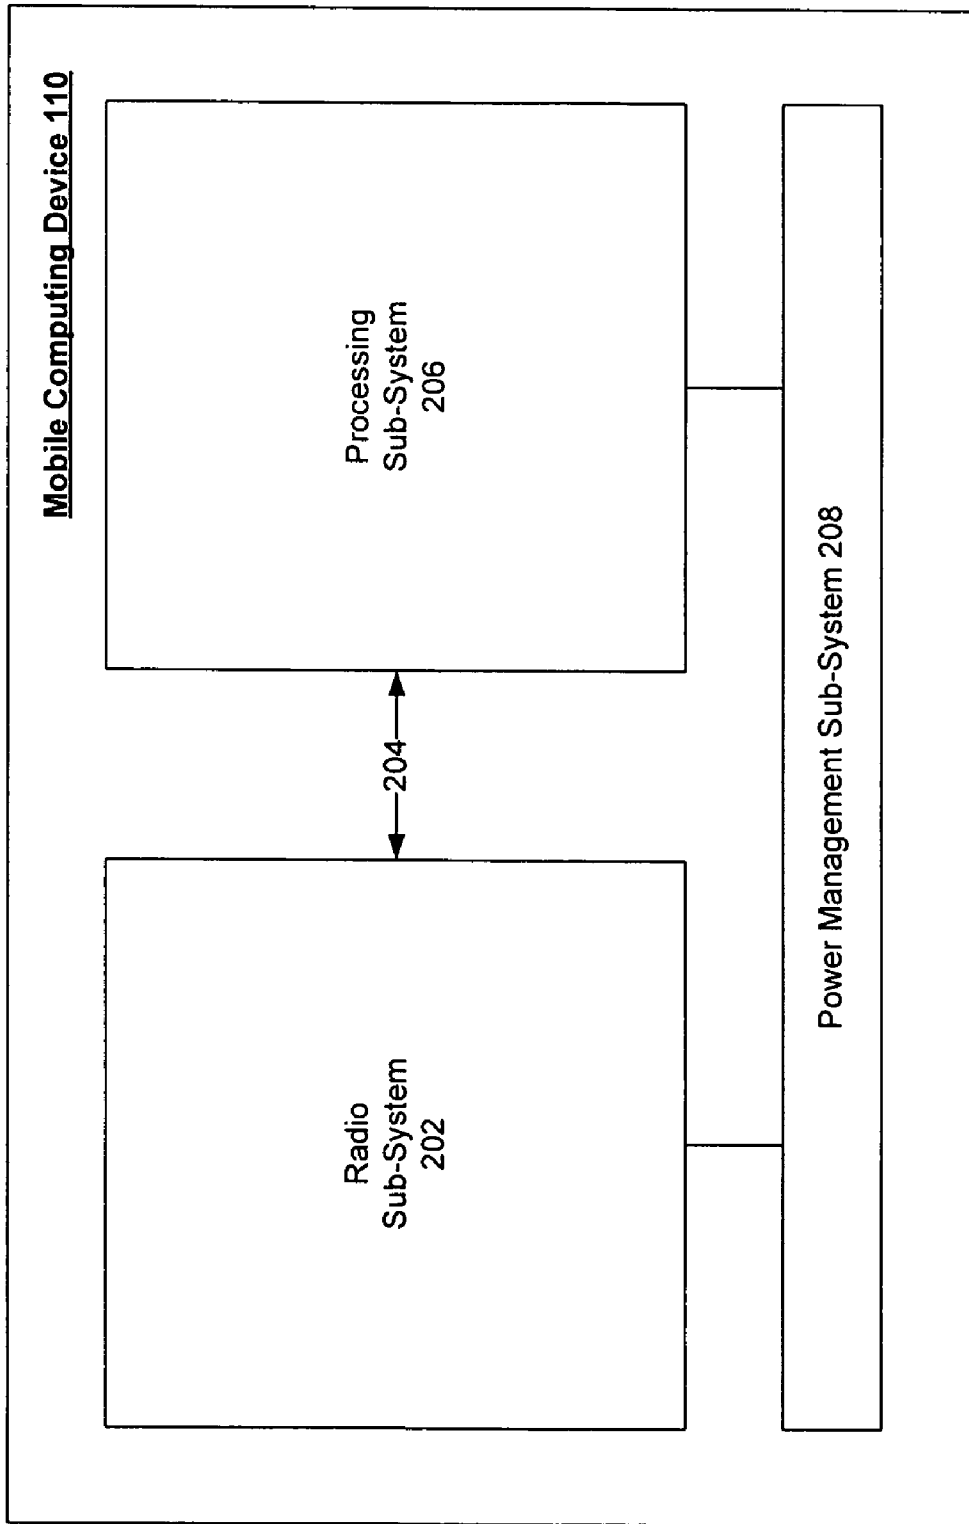 Mobile Computing Device 110
Radio
Sub-System
202
204
Processing
Sub-System
206
Power Management Sub-System 208